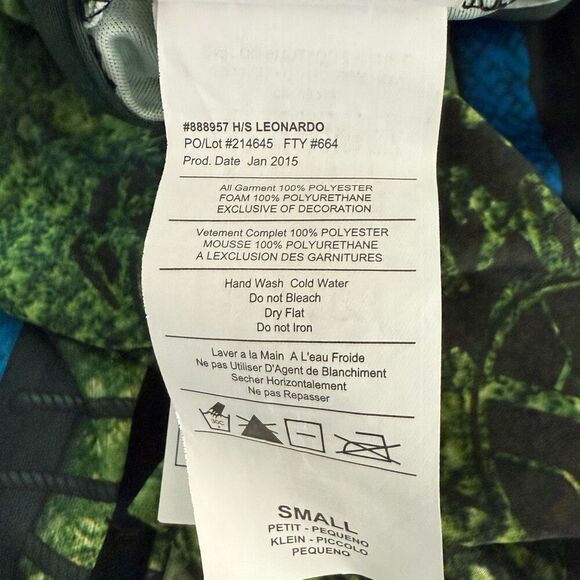 #888957 H/S LEONARDO
PO/Lot #214645 FTY #664
Prod. Date Jan 2015
All Garment 100% POLYESTER
FOAM 100% POLYURETHANE
EXCLUSIVE OF DECORATION
Vetement Complet 100% POLYESTER
MOUSSE 100% POLYURETHANE
A LEXCLUSION DES GARNITURES
Hand Wash Cold Water
Do not Bleach
Dry Flat
Do not Iron
Laver a la Main A L'eau Froide
Ne pas Utiliser D'Agent de Blanchiment
Secher Horizontalement
Ne pas Repasser
30C
SMALL
PETIT - PEQUENO
KLEIN - PICCOLO
PEQUENO